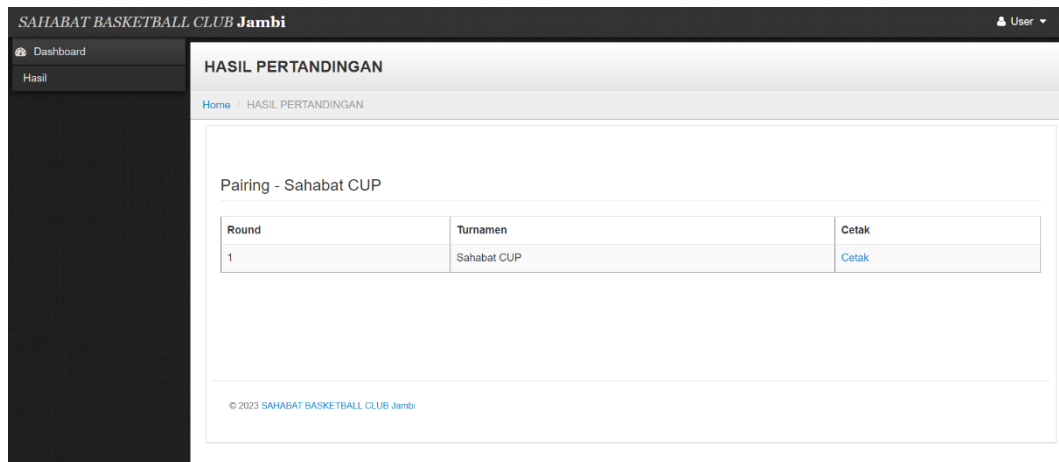 SAHABAT BASKETBALL CLUB Jambi
User
Dashboard
Hasil
HASIL PERTANDINGAN
Home / HASIL PERTANDINGAN
Pairing - Sahabat CUP
Round Turnamen Cetak
1 Sahabat CUP Cetak
© 2023 SAHABAT BASKETBALL CLUB Jambi